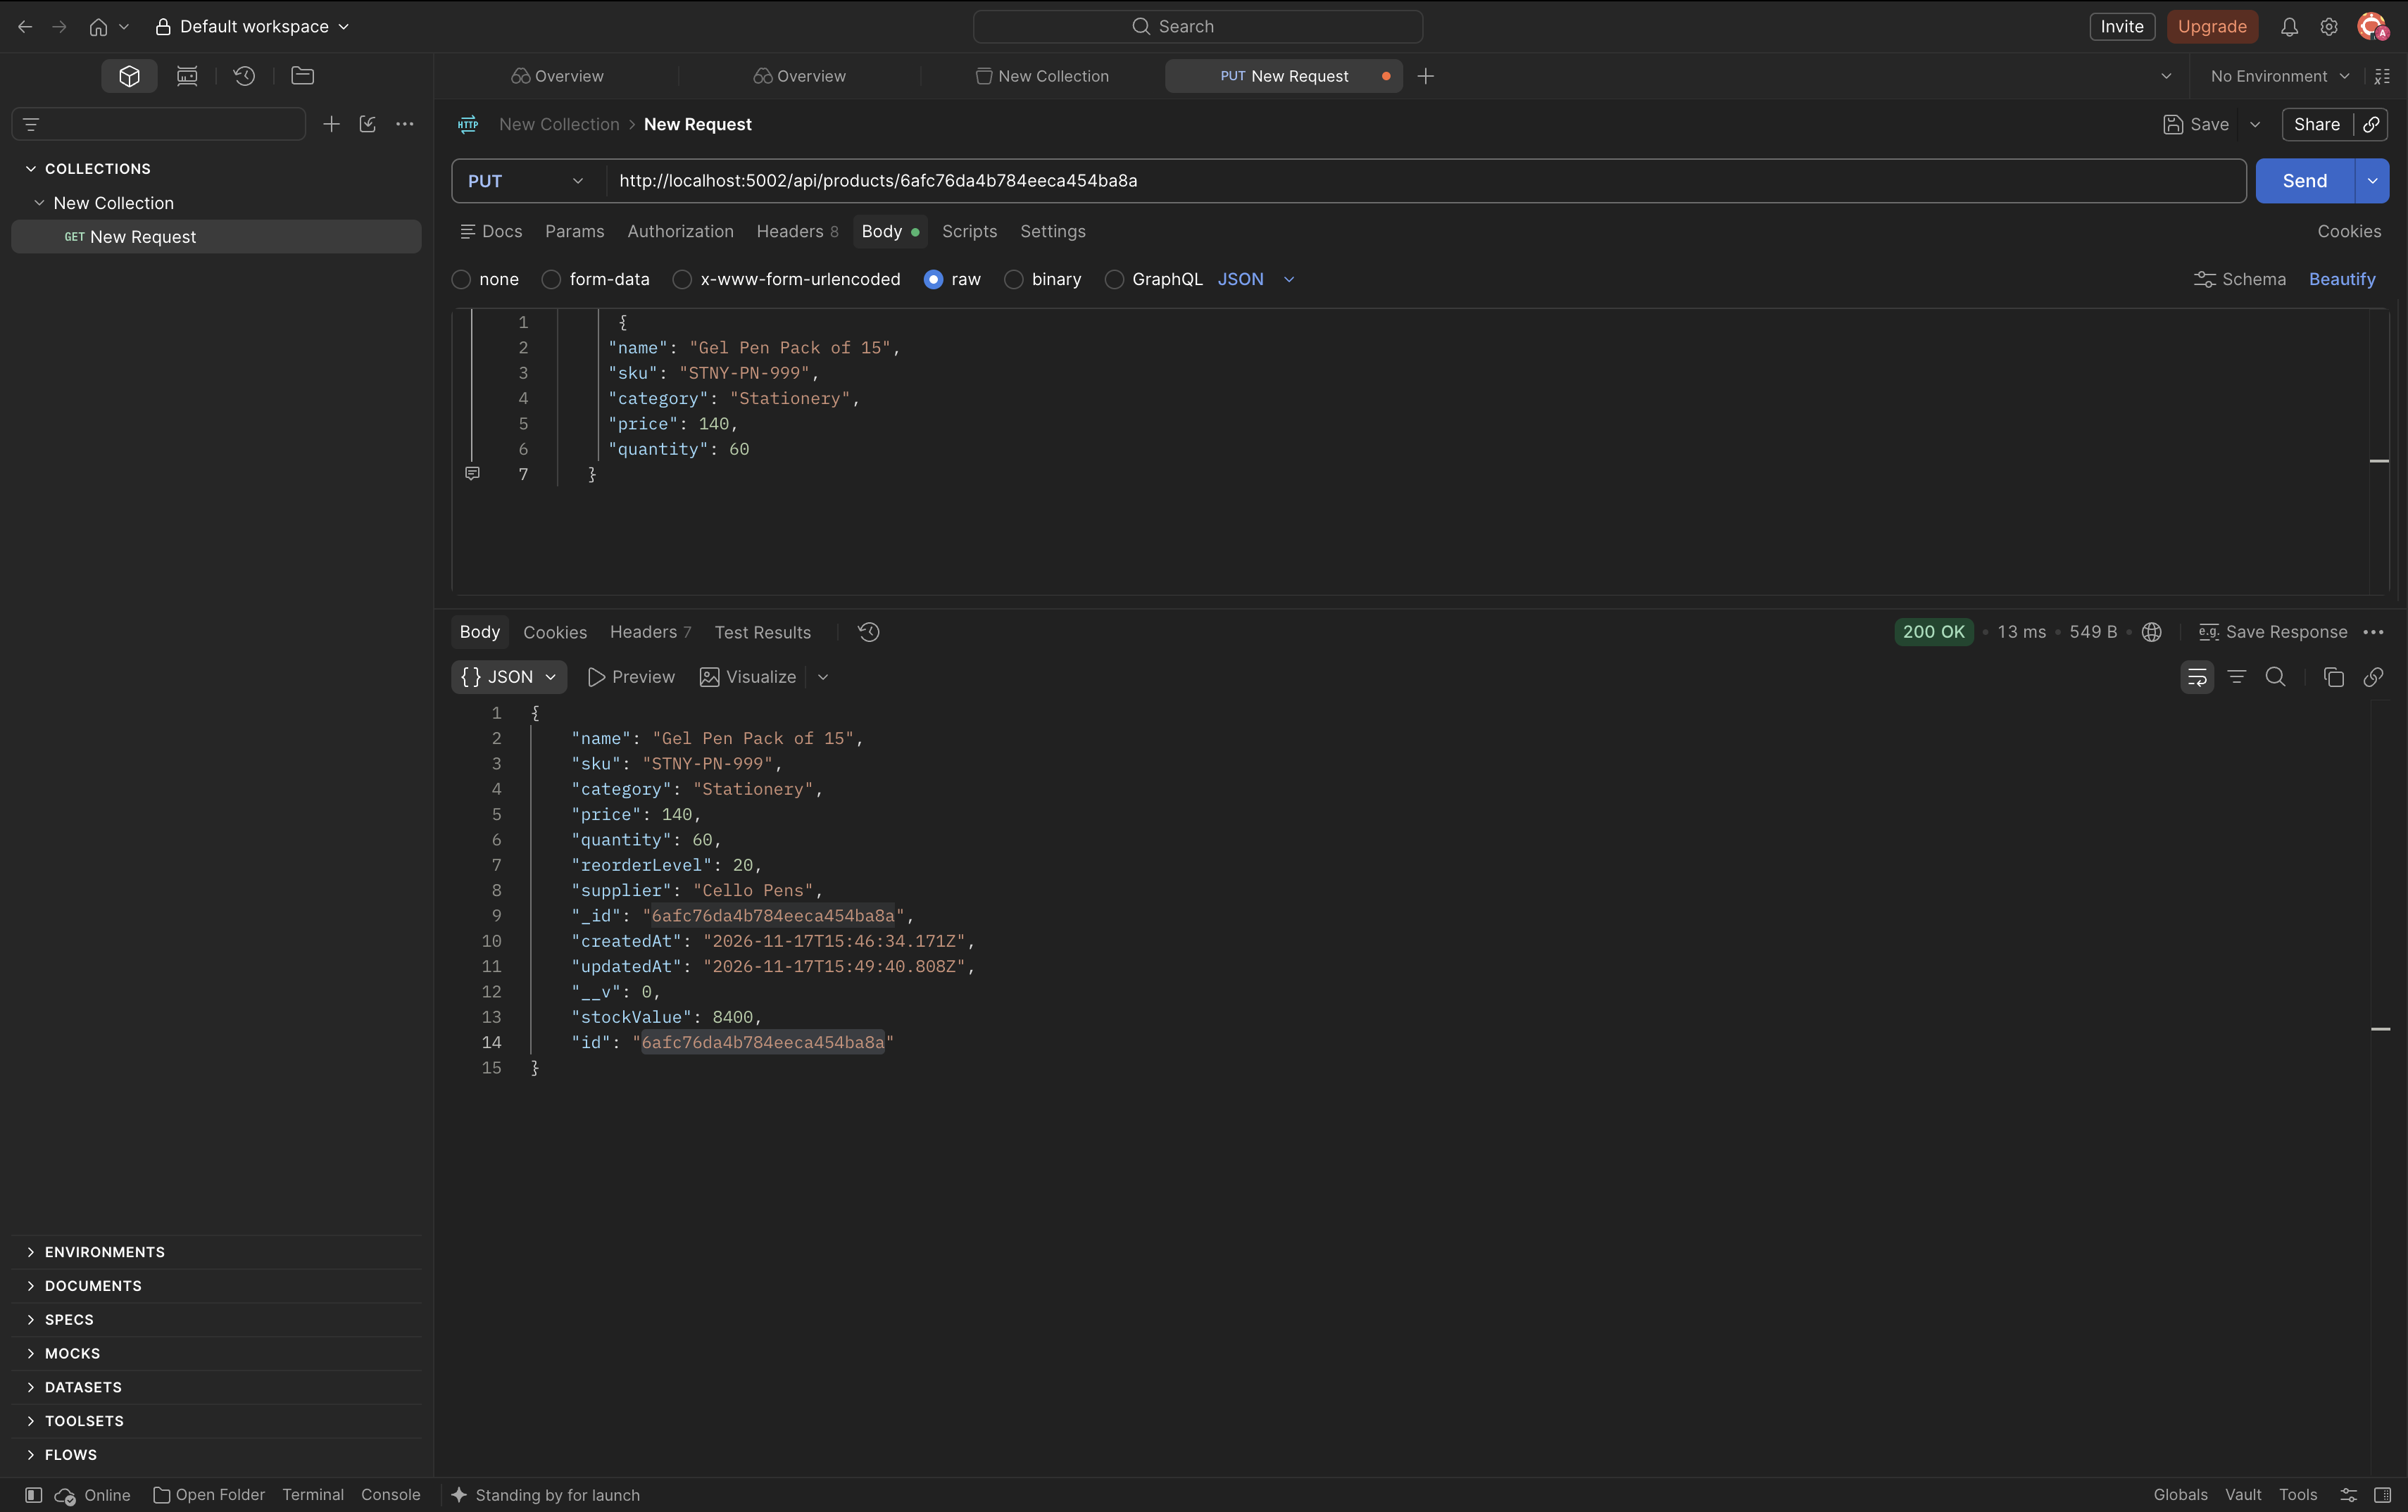 Default workspace
Search
Invite
Upgrade
A
Overview
Overview
New Collection
PUT New Request
No Environment
HTTP New Collection > New Request
Save
Share
COLLECTIONS
New Collection
GET New Request
PUT
http://localhost:5002/api/products/6afc76da4b784eeca454ba8a
Send
Docs
Params
Authorization
Headers 8
Body
Scripts
Settings
Cookies
none
form-data
x-www-form-urlencoded
raw
binary
GraphQL
JSON
Schema
Beautify
1 {
2 "name": "Gel Pen Pack of 15",
3 "sku": "STNY-PN-999",
4 "category": "Stationery",
5 "price": 140,
6 "quantity": 60
7 }
Body
Cookies
Headers 7
Test Results
200 OK
13 ms
549 B
e.g. Save Response
{} JSON
Preview
Visualize
1 {
2 "name": "Gel Pen Pack of 15",
3 "sku": "STNY-PN-999",
4 "category": "Stationery",
5 "price": 140,
6 "quantity": 60,
7 "reorderLevel": 20,
8 "supplier": "Cello Pens",
9 "_id": "6afc76da4b784eeca454ba8a",
10 "createdAt": "2026-11-17T15:46:34.171Z",
11 "updatedAt": "2026-11-17T15:49:40.808Z",
12 "__v": 0,
13 "stockValue": 8400,
14 "id": "6afc76da4b784eeca454ba8a"
15 }
ENVIRONMENTS
DOCUMENTS
SPECS
MOCKS
DATASETS
TOOLSETS
FLOWS
Online
Open Folder
Terminal
Console
Standing by for launch
Globals
Vault
Tools